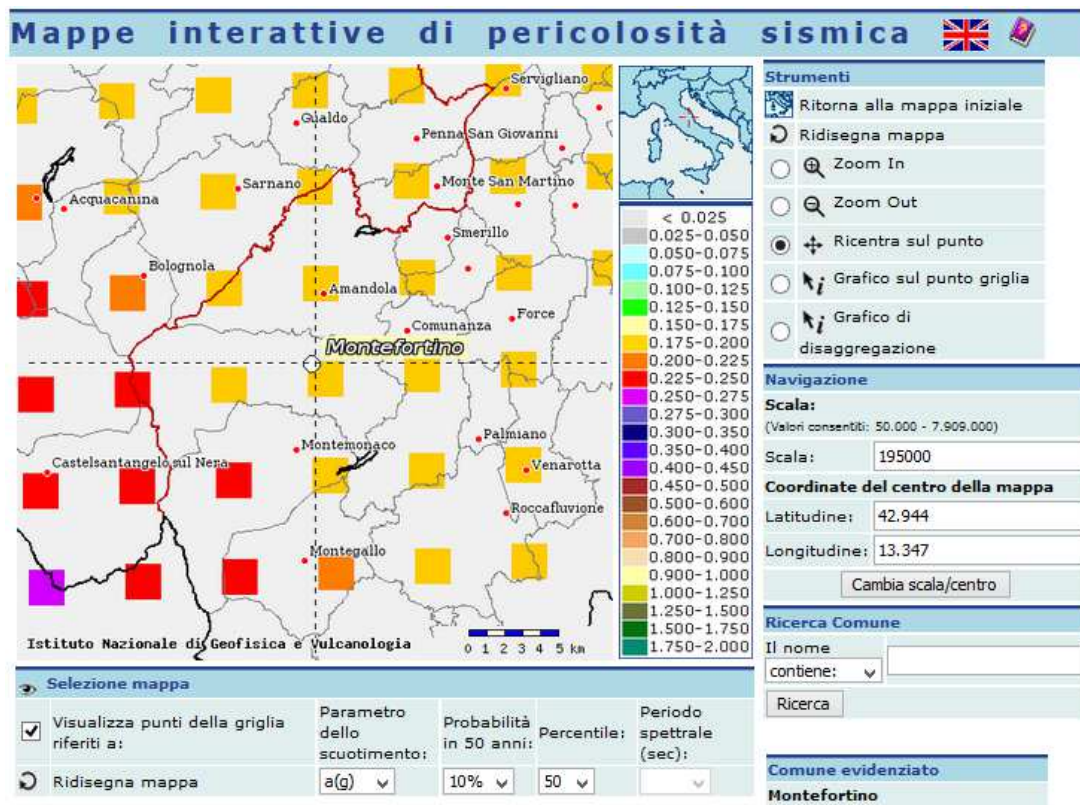 Mappe interattive di pericolosità sismica
Servigliano
Gualdo
Penna San Giovanni
Sarnano
Monte San Martino
Acquacanina
Smerillo
Bolognola
Amandola
Force
Comunanza
Montefortino
Palmiano
Montemonaco
Castelsantangelo sul Nera
Venarotta
Roccafluvione
Montegallo
Istituto Nazionale di Geofisica e Vulcanologia
0 1 2 3 4 5 km
< 0.025
0.025-0.050
0.050-0.075
0.075-0.100
0.100-0.125
0.125-0.150
0.150-0.175
0.175-0.200
0.200-0.225
0.225-0.250
0.250-0.275
0.275-0.300
0.300-0.350
0.350-0.400
0.400-0.450
0.450-0.500
0.500-0.600
0.600-0.700
0.700-0.800
0.800-0.900
0.900-1.000
1.000-1.250
1.250-1.500
1.500-1.750
1.750-2.000
Strumenti
Ritorna alla mappa iniziale
Ridisegna mappa
Zoom In
Zoom Out
Ricentra sul punto
Grafico sul punto griglia
Grafico di
disaggregazione
Navigazione
Scala:
(Valori consentiti: 50.000 - 7.909.000)
Scala: 195000
Coordinate del centro della mappa
Latitudine: 42.944
Longitudine: 13.347
Cambia scala/centro
Ricerca Comune
Il nome
contiene:
Ricerca
Comune evidenziato
Montefortino
Selezione mappa
Visualizza punti della griglia
riferiti a:
Parametro
dello
scuotimento:
Probabilità
in 50 anni:
Percentile:
Periodo
spettrale
(sec):
Ridisegna mappa
a(g)
10%
50